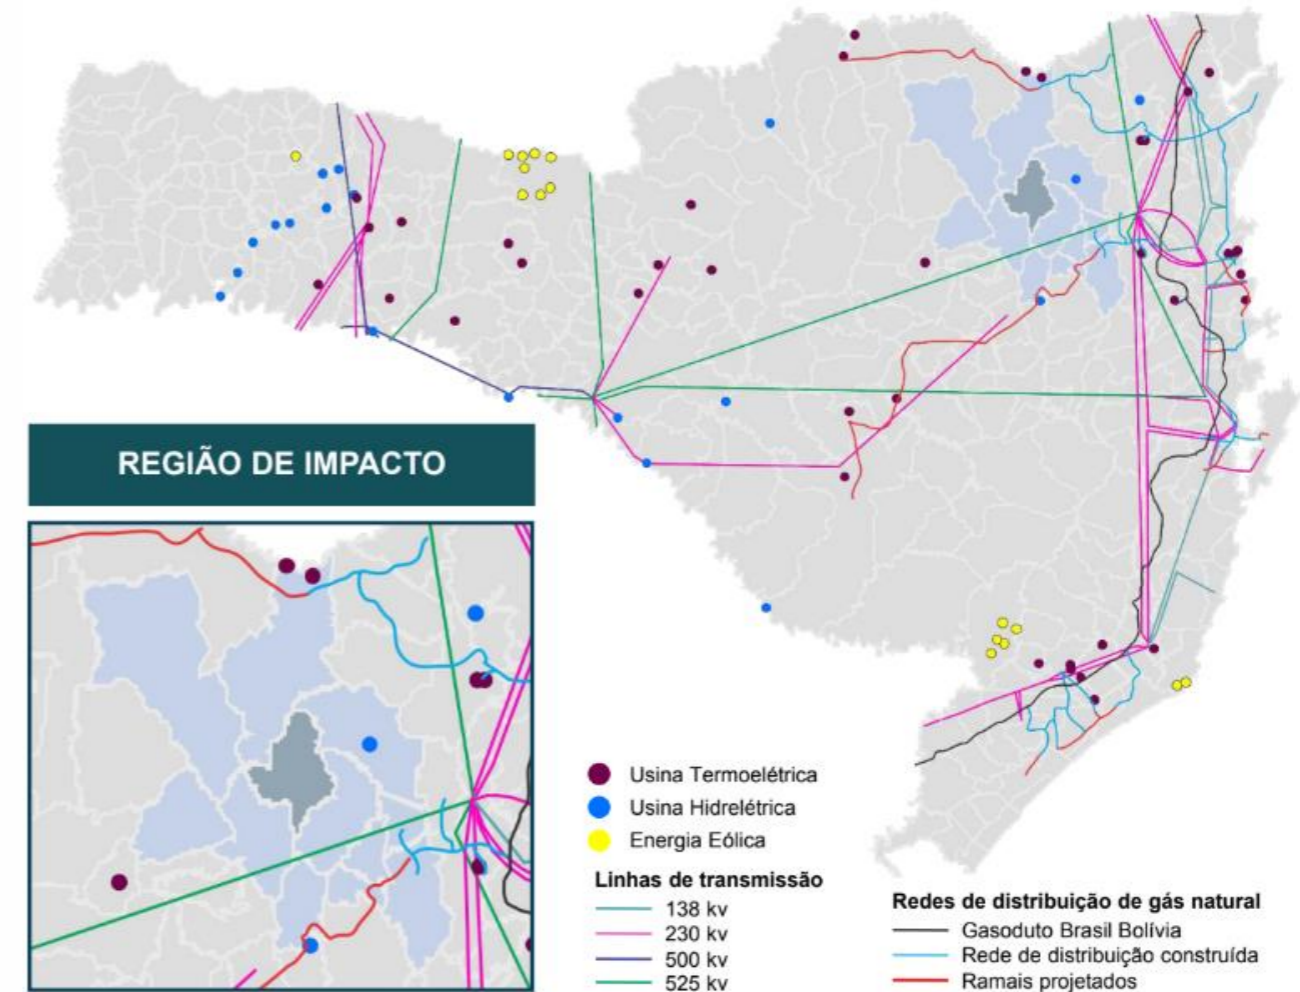 REGIÃO DE IMPACTO
Usina Termoelétrica
Usina Hidrelétrica
Energia Eólica
Linhas de transmissão
138 kv
230 kv
500 kv
525 kv
Redes de distribuição de gás natural
Gasoduto Brasil Bolívia
Rede de distribuição construída
Ramais projetados